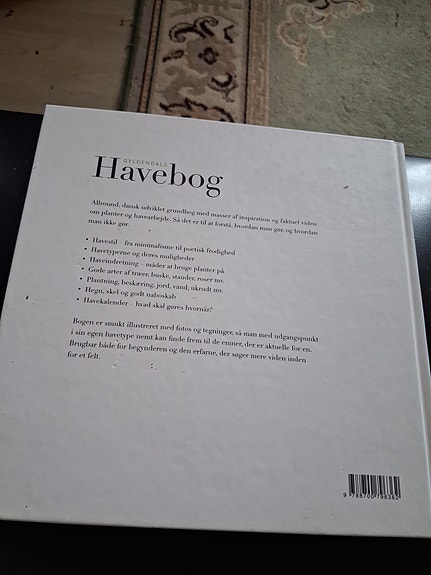 GYLDENDALS
Havebog
Allround, dansk udviklet grundbog med masser af inspiration og faktuel viden
om planter og havearbejde. Så det er til at forstå, hvordan man gør, og hvordan
man ikke gør.
• Havestil – fra minimalisme til poetisk frodighed
• Havetyperne og deres muligheder
• Haveindretning – måder at bruge planter på
• Gode arter af træer, buske, stauder, roser mv.
• Plantning, beskæring, jord, vand, ukrudt mv.
• Hegn, skel og godt naboskab
• Havekalender – hvad skal gøres hvornår?
Bogen er smukt illustreret med fotos og tegninger, så man med udgangspunkt
i sin egen havetype nemt kan finde frem til de emner, der er aktuelle for en.
Brugbar både for begynderen og den erfarne, der søger mere viden inden
for et felt.
9 788700 798362